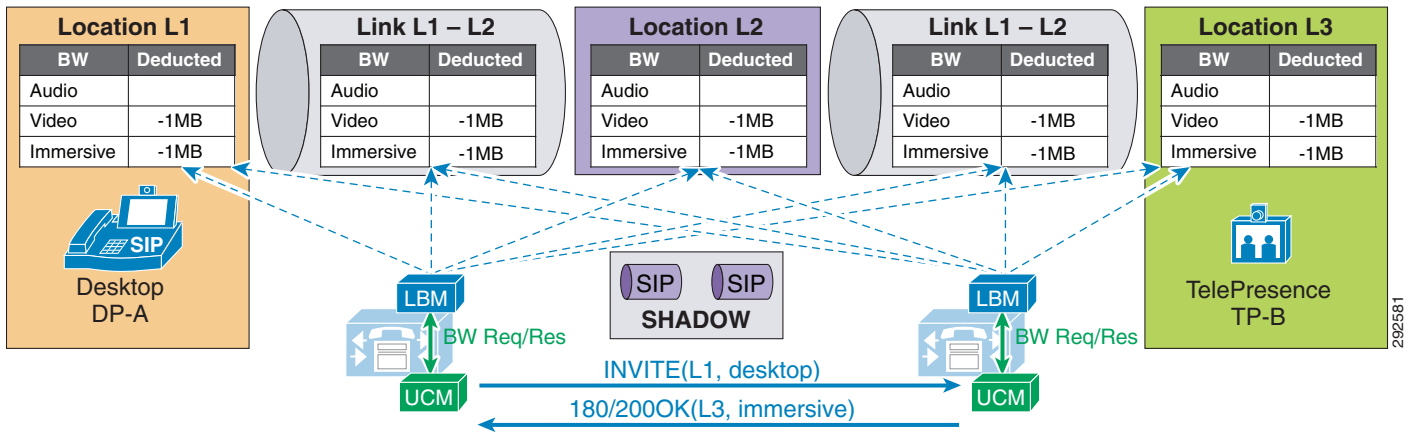 Location L1
BW Deducted
Audio
Video -1MB
Immersive -1MB
SIP
Desktop
DP-A
Link L1 – L2
BW Deducted
Audio
Video -1MB
Immersive -1MB
Location L2
BW Deducted
Audio
Video -1MB
Immersive -1MB
Link L1 – L2
BW Deducted
Audio
Video -1MB
Immersive -1MB
Location L3
BW Deducted
Audio
Video -1MB
Immersive -1MB
TelePresence
TP-B
LBM
BW Req/Res
UCM
SIP SIP
SHADOW
LBM
BW Req/Res
UCM
INVITE(L1, desktop)
180/200OK(L3, immersive)
292581